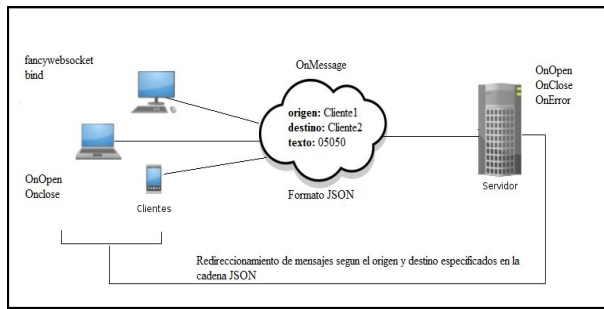 fancywebsocket
bind
OnMessage
OnOpen
OnClose
OnError
origen: Cliente1
destino: Cliente2
texto: 05050
OnOpen
Onclose
Clientes
Formato JSON
Servidor
Redireccionamiento de mensajes segun el origen y destino especificados en la
cadena JSON